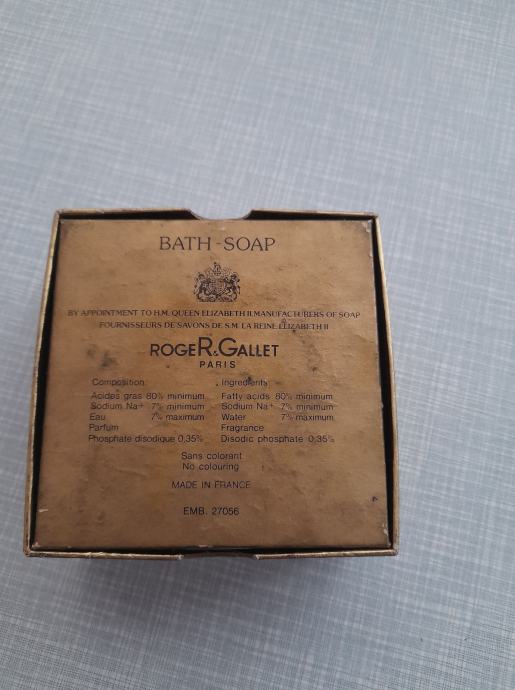 BATH-SOAP
BY APPOINTMENT TO H.M. QUEEN ELIZABETH II MANUFACTURERS OF SOAP
FOURNISSEURS DE SAVONS DE S.M. LA REINE ELIZABETH II
ROGER & GALLET
PARIS
Composition: Ingredients:
Acides gras 80% minimum Fatty acids 80% minimum
Sodium Na+ 7% minimum Sodium Na+ 7% minimum
Eau 7% maximum Water 7% maximum
Parfum Fragrance
Phosphate disodique 0,35% Disodic phosphate 0,35%
Sans colorant
No colouring
MADE IN FRANCE
EMB. 27056